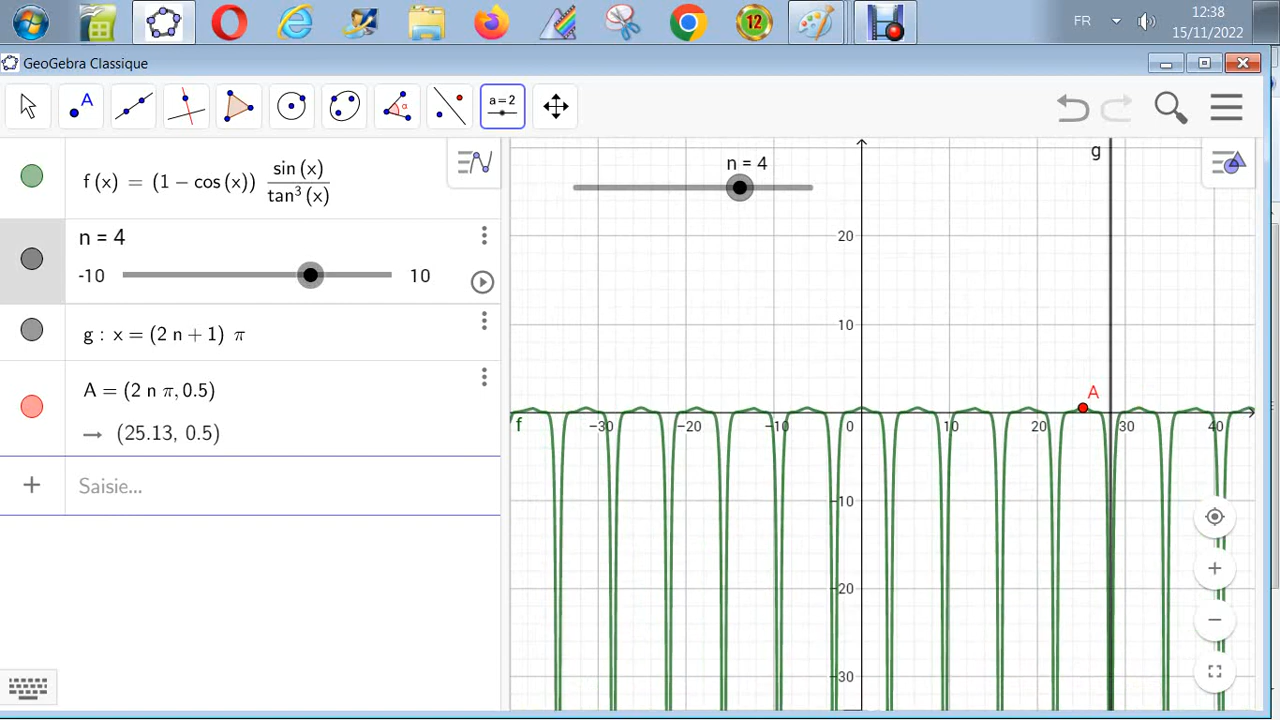 12
FR
12:38
15/11/2022
GeoGebra Classique
A
α
a = 2
f (x) = (1 − cos (x)) sin (x) / tan³ (x)
n = 4
-10
10
g : x = (2 n + 1) π
A = (2 n π, 0.5)
→ (25.13, 0.5)
+ Saisie...
n = 4
g
20
10
A
f
−30
−20
−10
0
10
20
30
40
−10
−20
−30